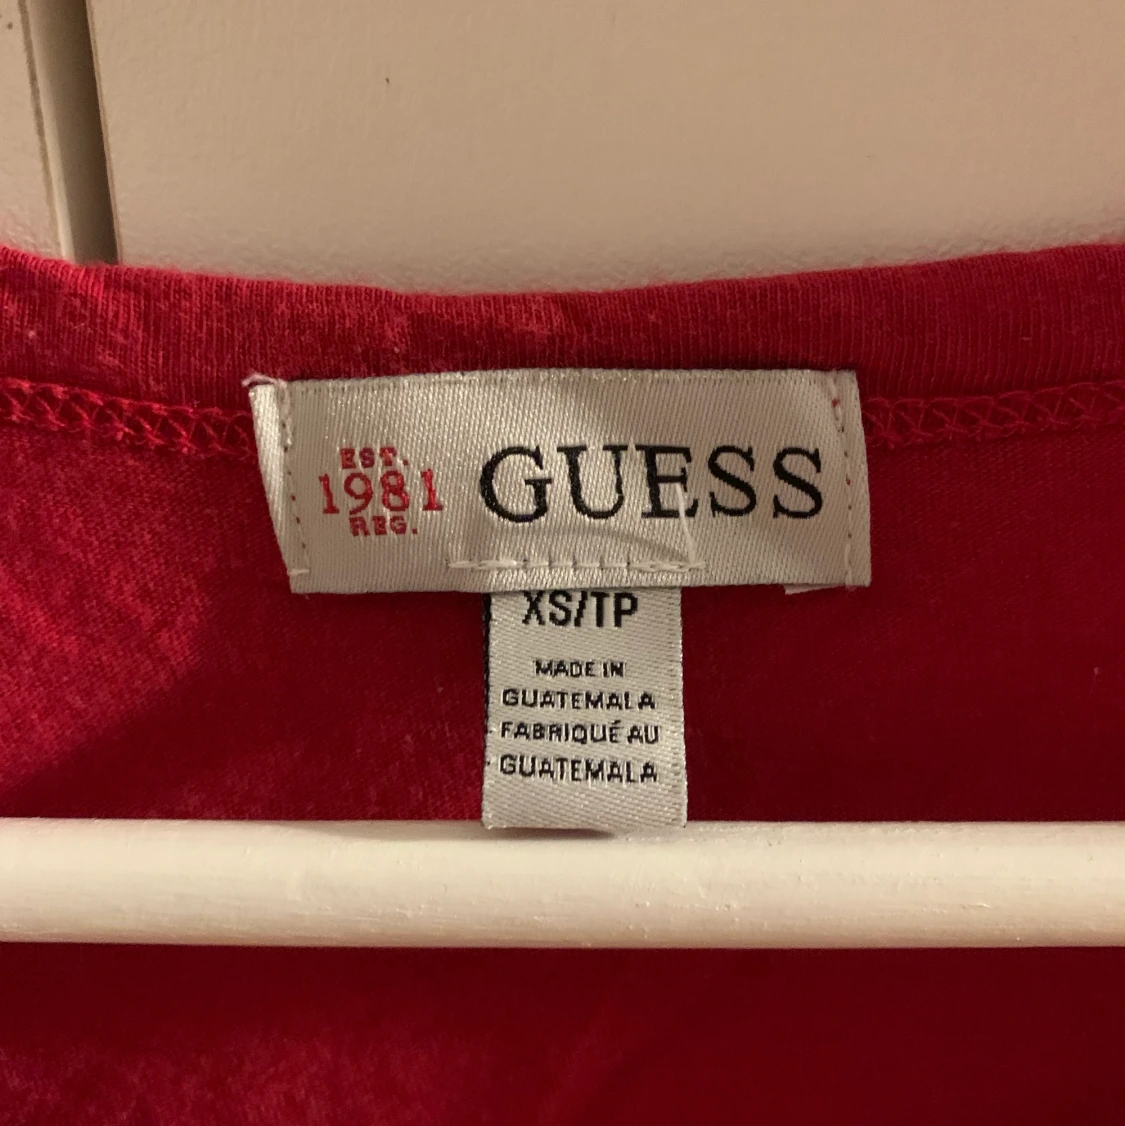 EST.
1981
REG.
GUESS
XS/TP
MADE IN
GUATEMALA
FABRIQUÉ AU
GUATEMALA